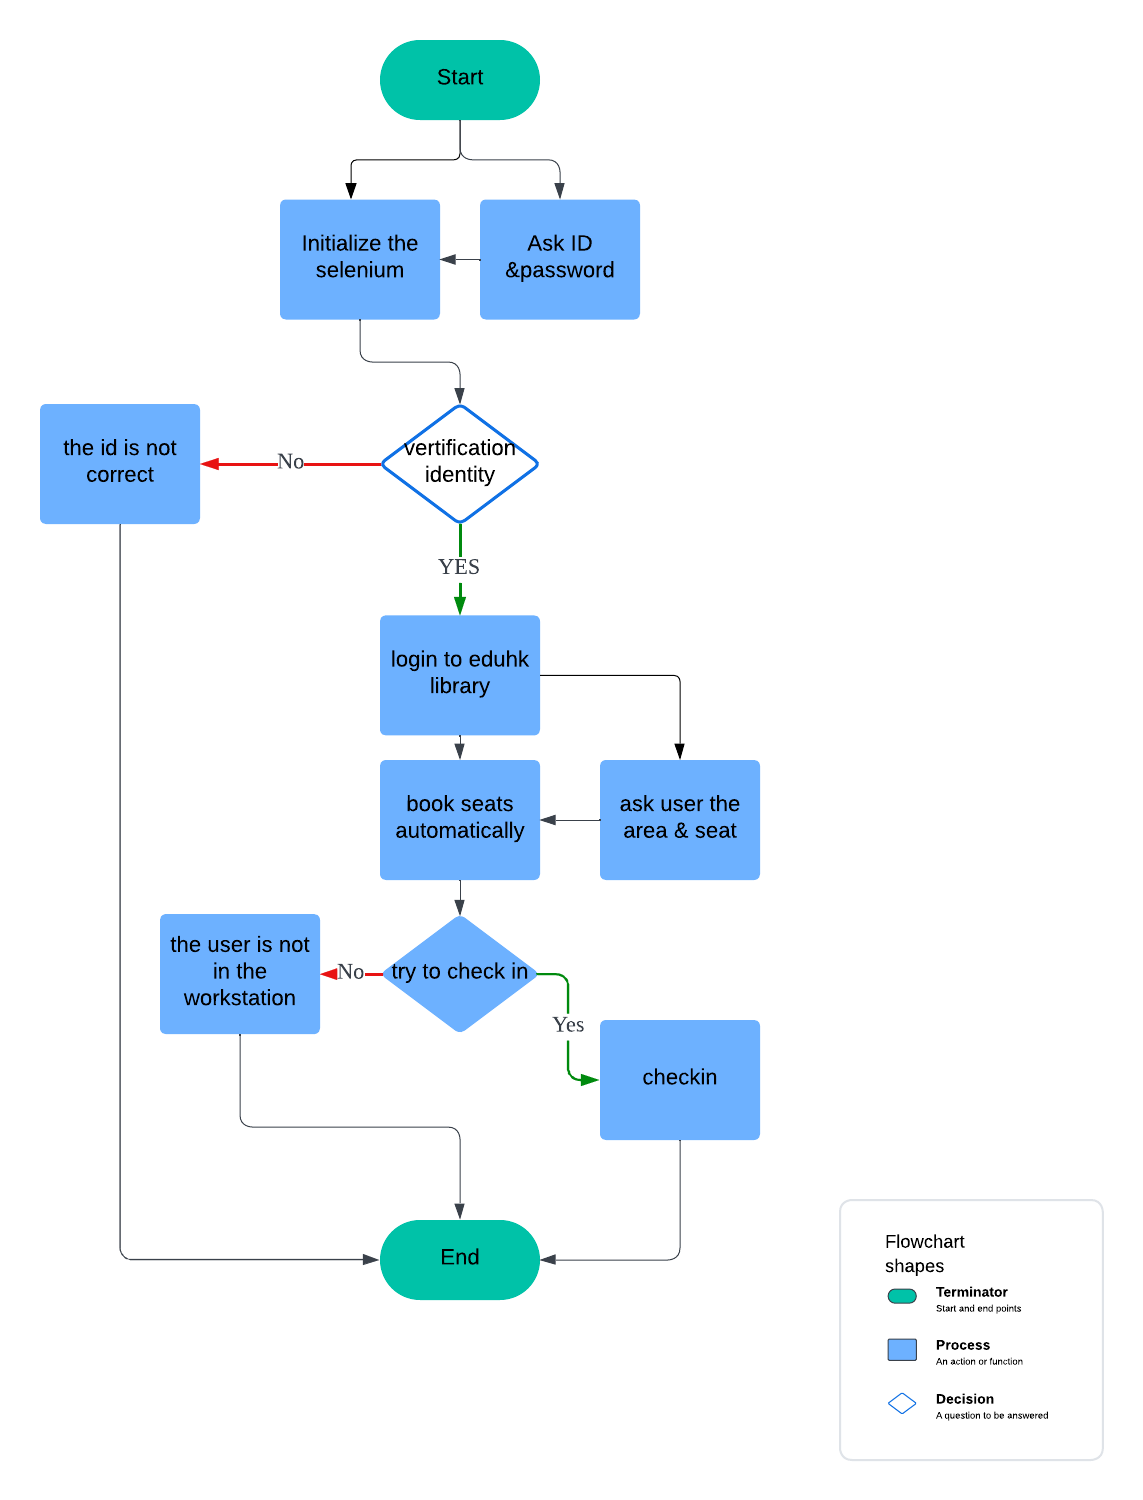 Start
Initialize the
selenium
Ask ID
&password
the id is not
correct
No
vertification
identity
YES
login to eduhk
library
book seats
automatically
ask user the
area & seat
the user is not
in the
workstation
No
try to check in
Yes
checkin
End
Flowchart
shapes
Terminator
Start and end points
Process
An action or function
Decision
A question to be answered